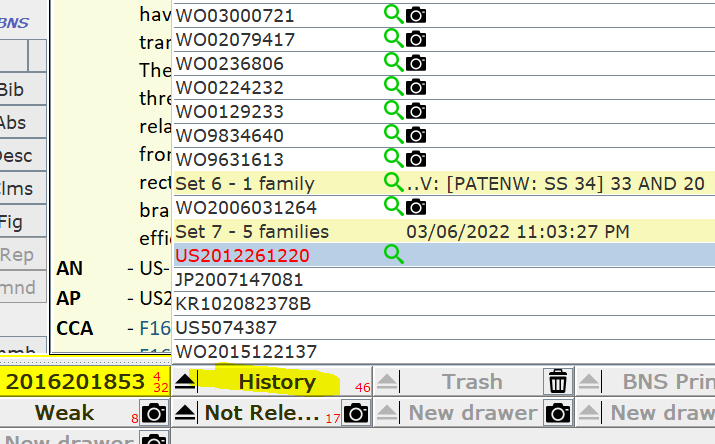 BNS
Bib
Abs
Desc
Clms
Fig
Rep
mnd
hav
trar
The
thre
rela
fron
rect
bra
effic
AN - US-
AP - US2
CCA - F16
WO03000721
WO02079417
WO0236806
WO0224232
WO0129233
WO9834640
WO9631613
Set 6 - 1 family ..V: [PATENW: SS 34] 33 AND 20
WO2006031264
Set 7 - 5 families 03/06/2022 11:03:27 PM
US2012261220
JP2007147081
KR102082378B
US5074387
WO2015122137
2016201853 4 32
History 46
Trash
BNS Prin
Weak 8
Not Rele... 17
New drawer
New draw
New drawer